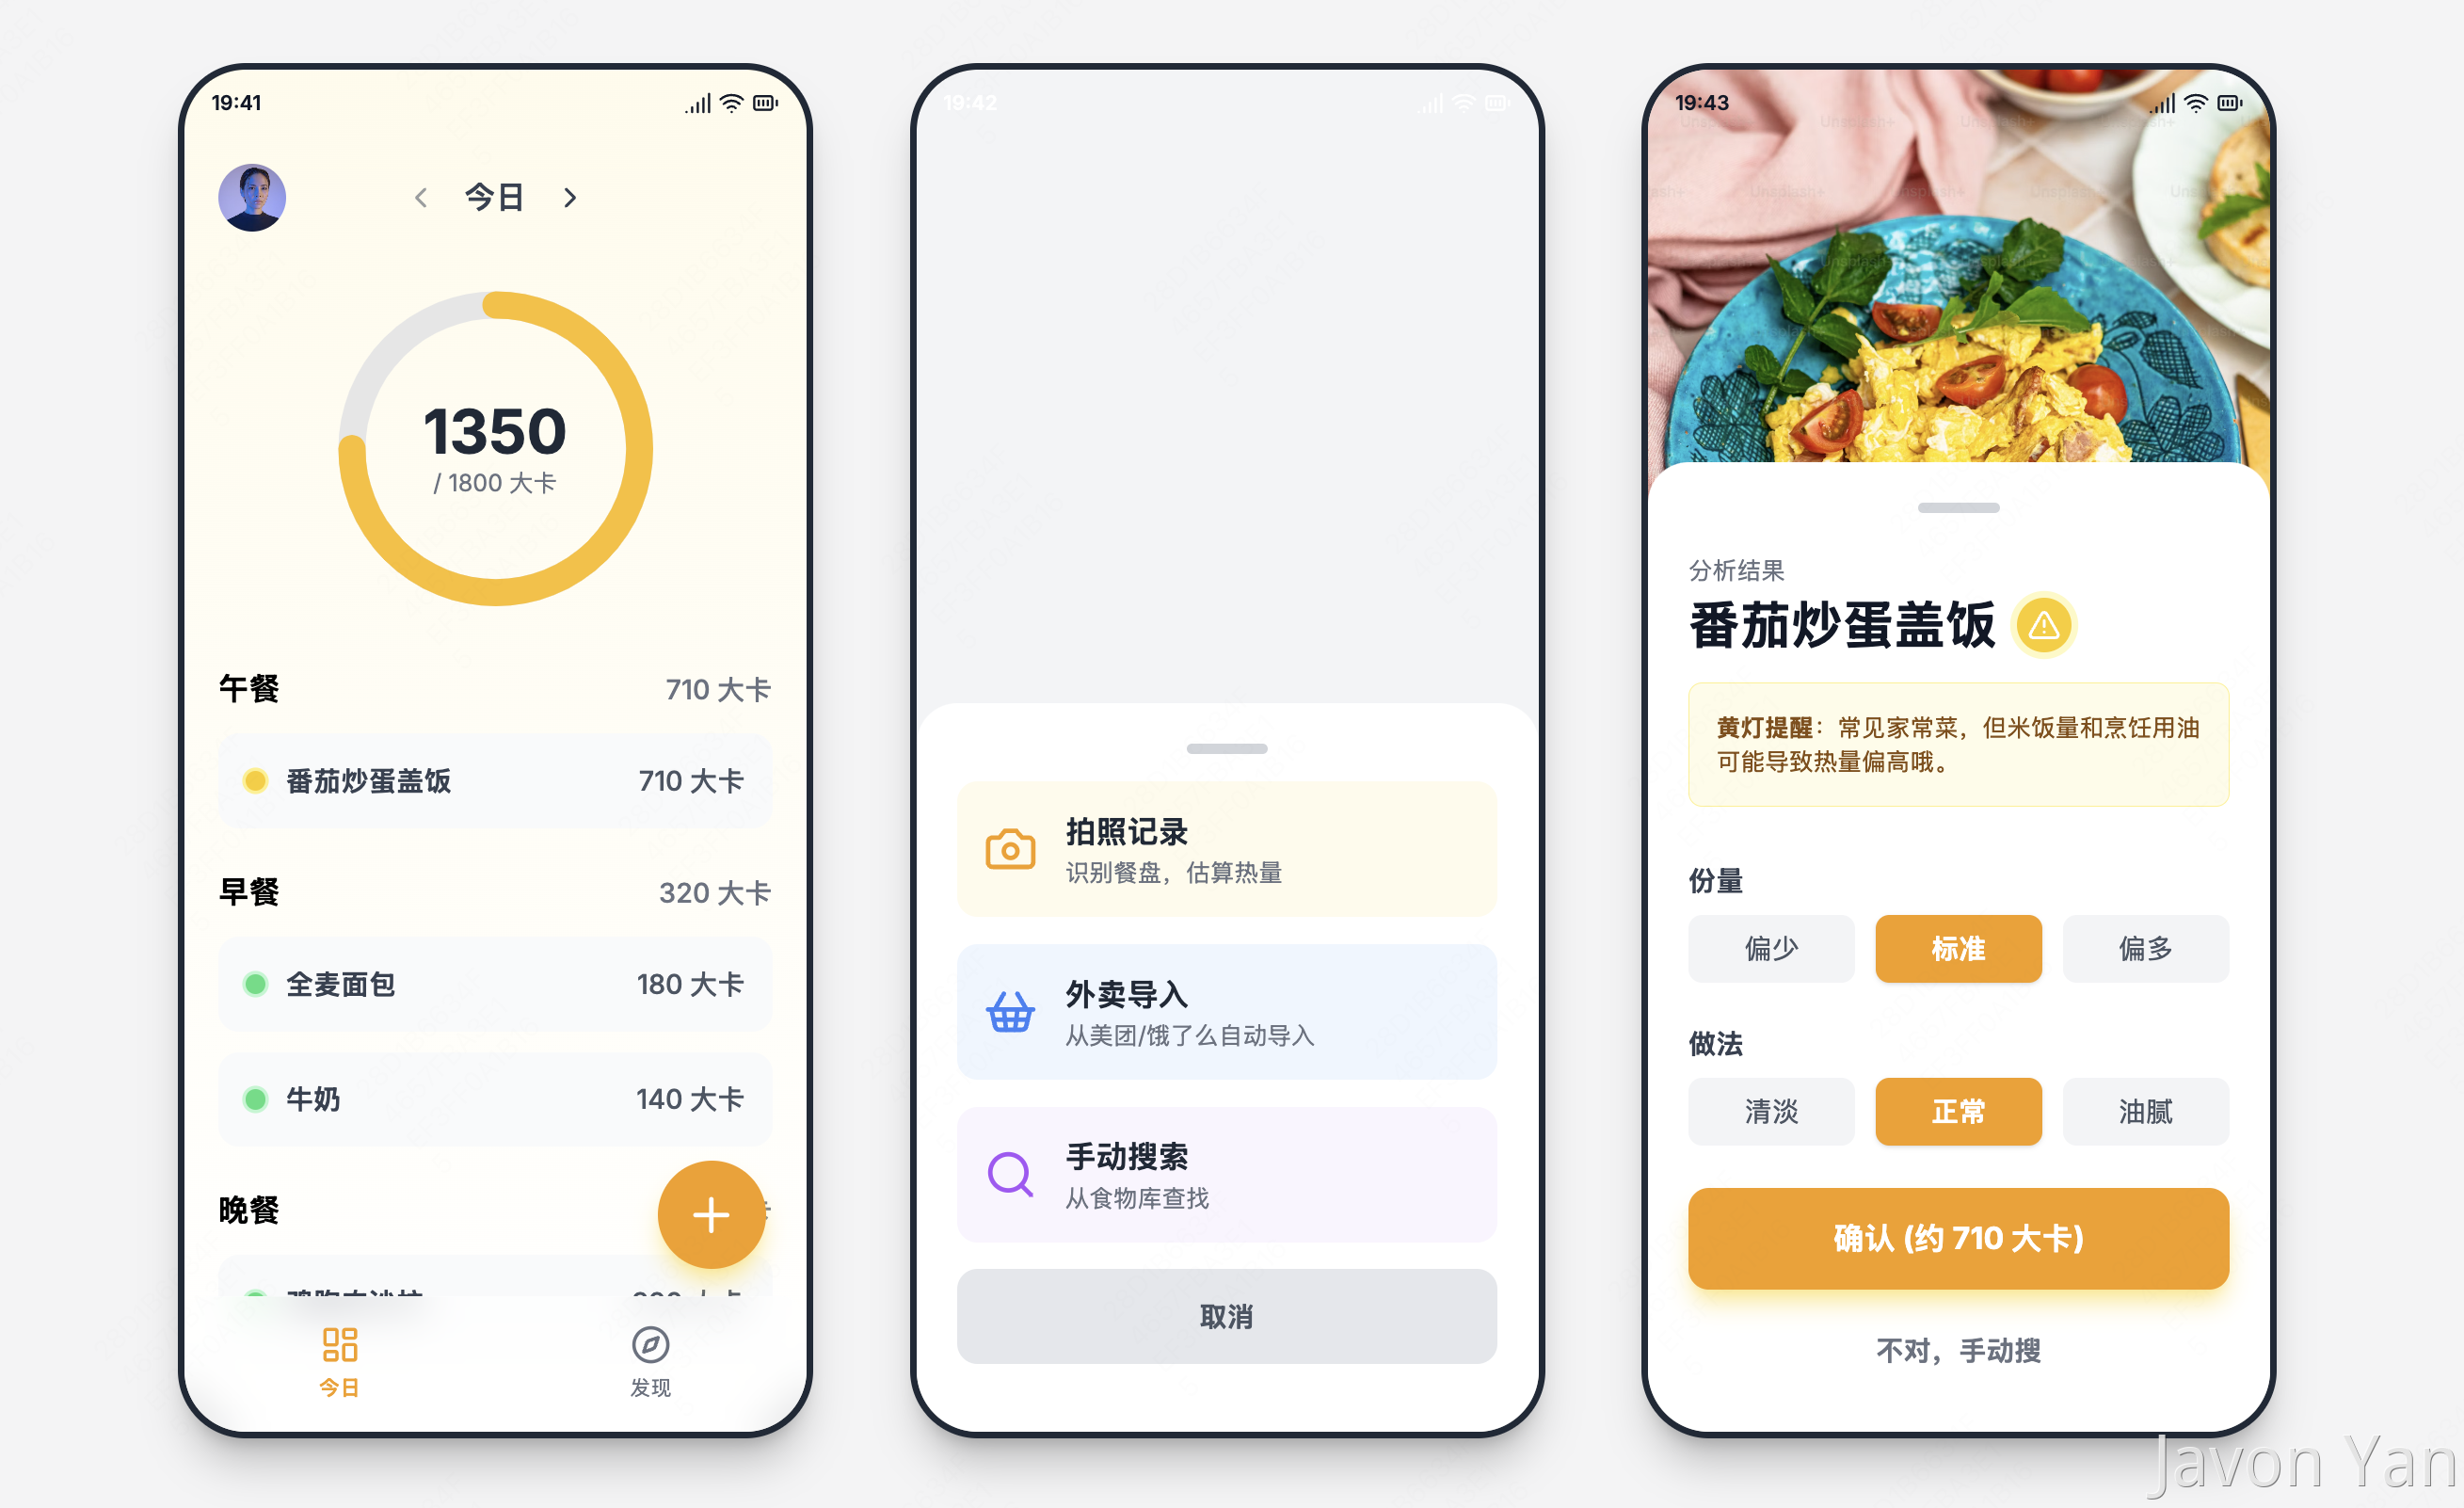 19:41
今日
1350
/ 1800 大卡
午餐
710 大卡
番茄炒蛋盖饭
710 大卡
早餐
320 大卡
全麦面包
180 大卡
牛奶
140 大卡
晚餐
今日
发现
19:42
拍照记录
识别餐盘，估算热量
外卖导入
从美团/饿了么自动导入
手动搜索
从食物库查找
取消
19:43
Unsplash+
分析结果
番茄炒蛋盖饭
黄灯提醒：常见家常菜，但米饭量和烹饪用油
可能导致热量偏高哦。
份量
偏少
标准
偏多
做法
清淡
正常
油腻
确认 (约 710 大卡)
不对，手动搜
Javon Yan